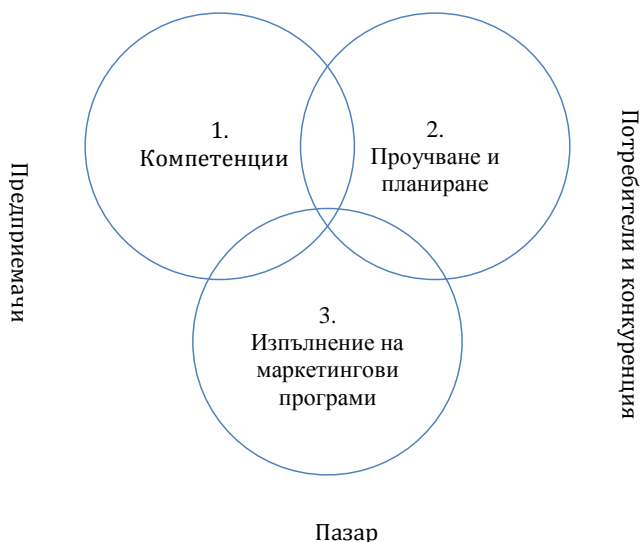 1.
Компетенции
2.
Проучване и
планиране
3.
Изпълнение на
маркетингови
програми
Предприемачи
Потребители и конкуренция
Пазар